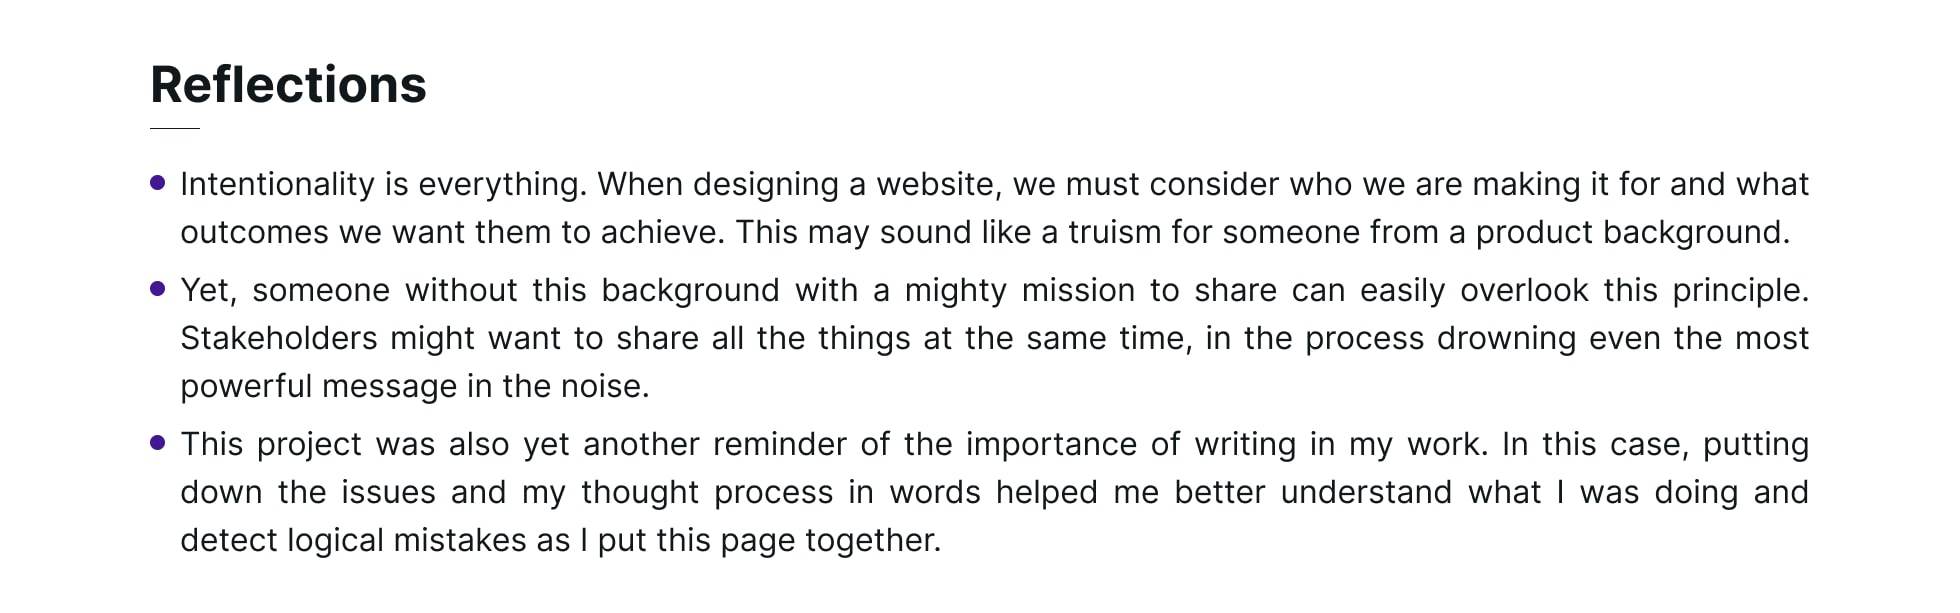 Reflections
Intentionality is everything. When designing a website, we must consider who we are making it for and what
outcomes we want them to achieve. This may sound like a truism for someone from a product background.
Yet, someone without this background with a mighty mission to share can easily overlook this principle.
Stakeholders might want to share all the things at the same time, in the process drowning even the most
powerful message in the noise.
This project was also yet another reminder of the importance of writing in my work. In this case, putting
down the issues and my thought process in words helped me better understand what I was doing and
detect logical mistakes as I put this page together.